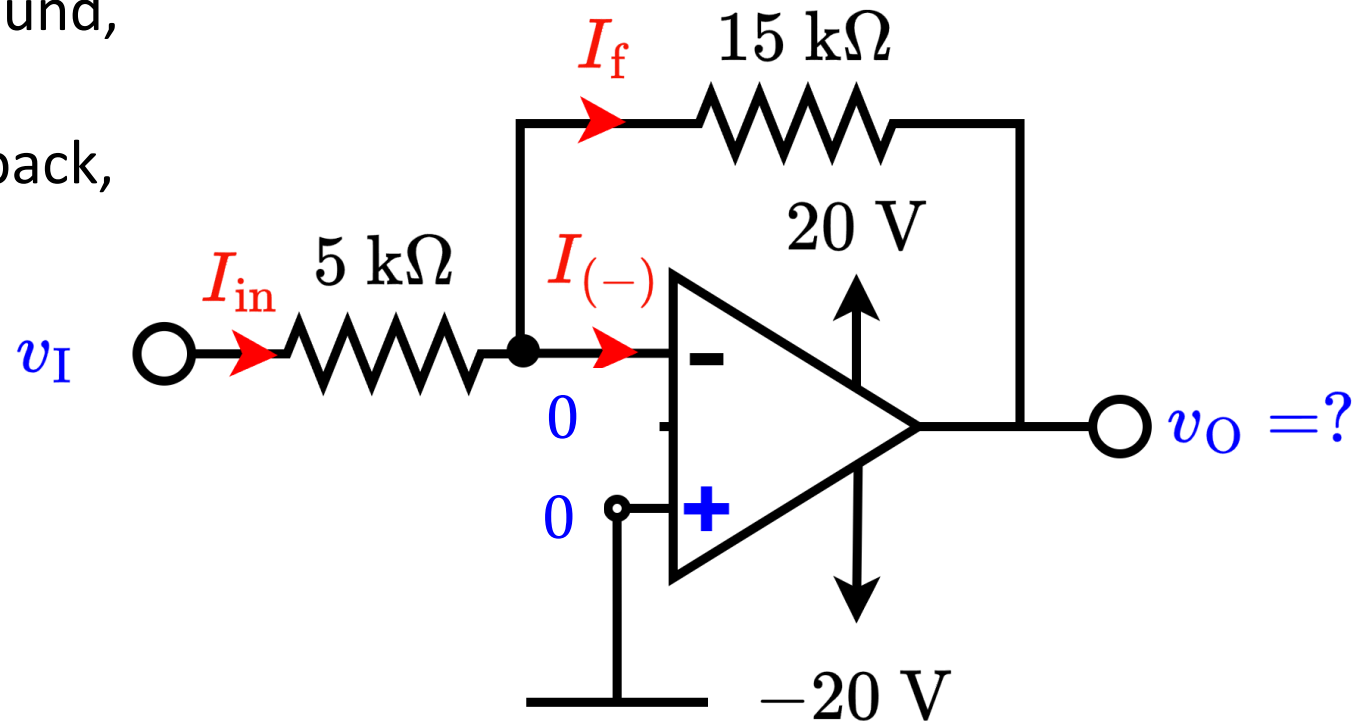 und,
back,
I_f
15 kΩ
20 V
I_in
5 kΩ
I_(−)
v_I
-
0
v_O =?
0
+
−20 V